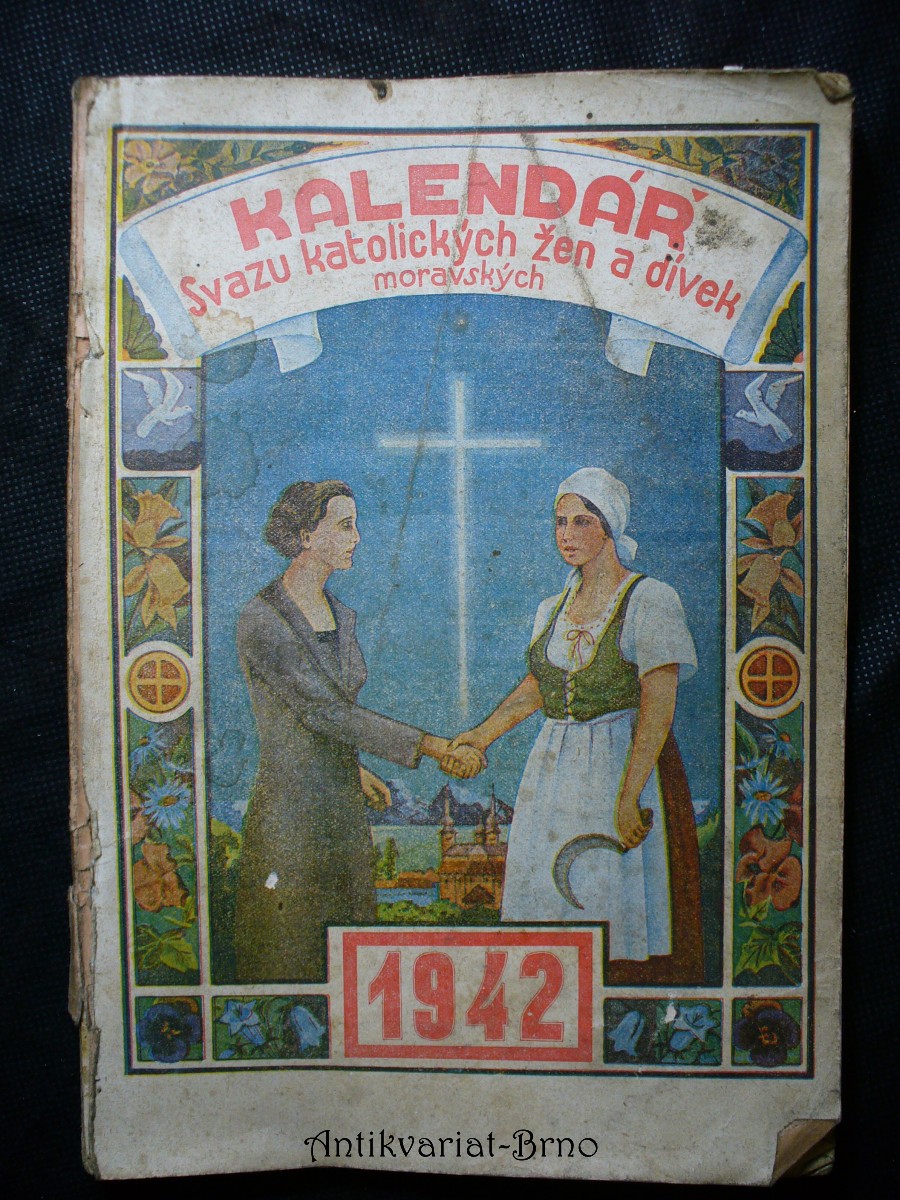 KALENDÁŘ
Svazu katolických žen a dívek
moravských
1942
Antikvariat-Brno